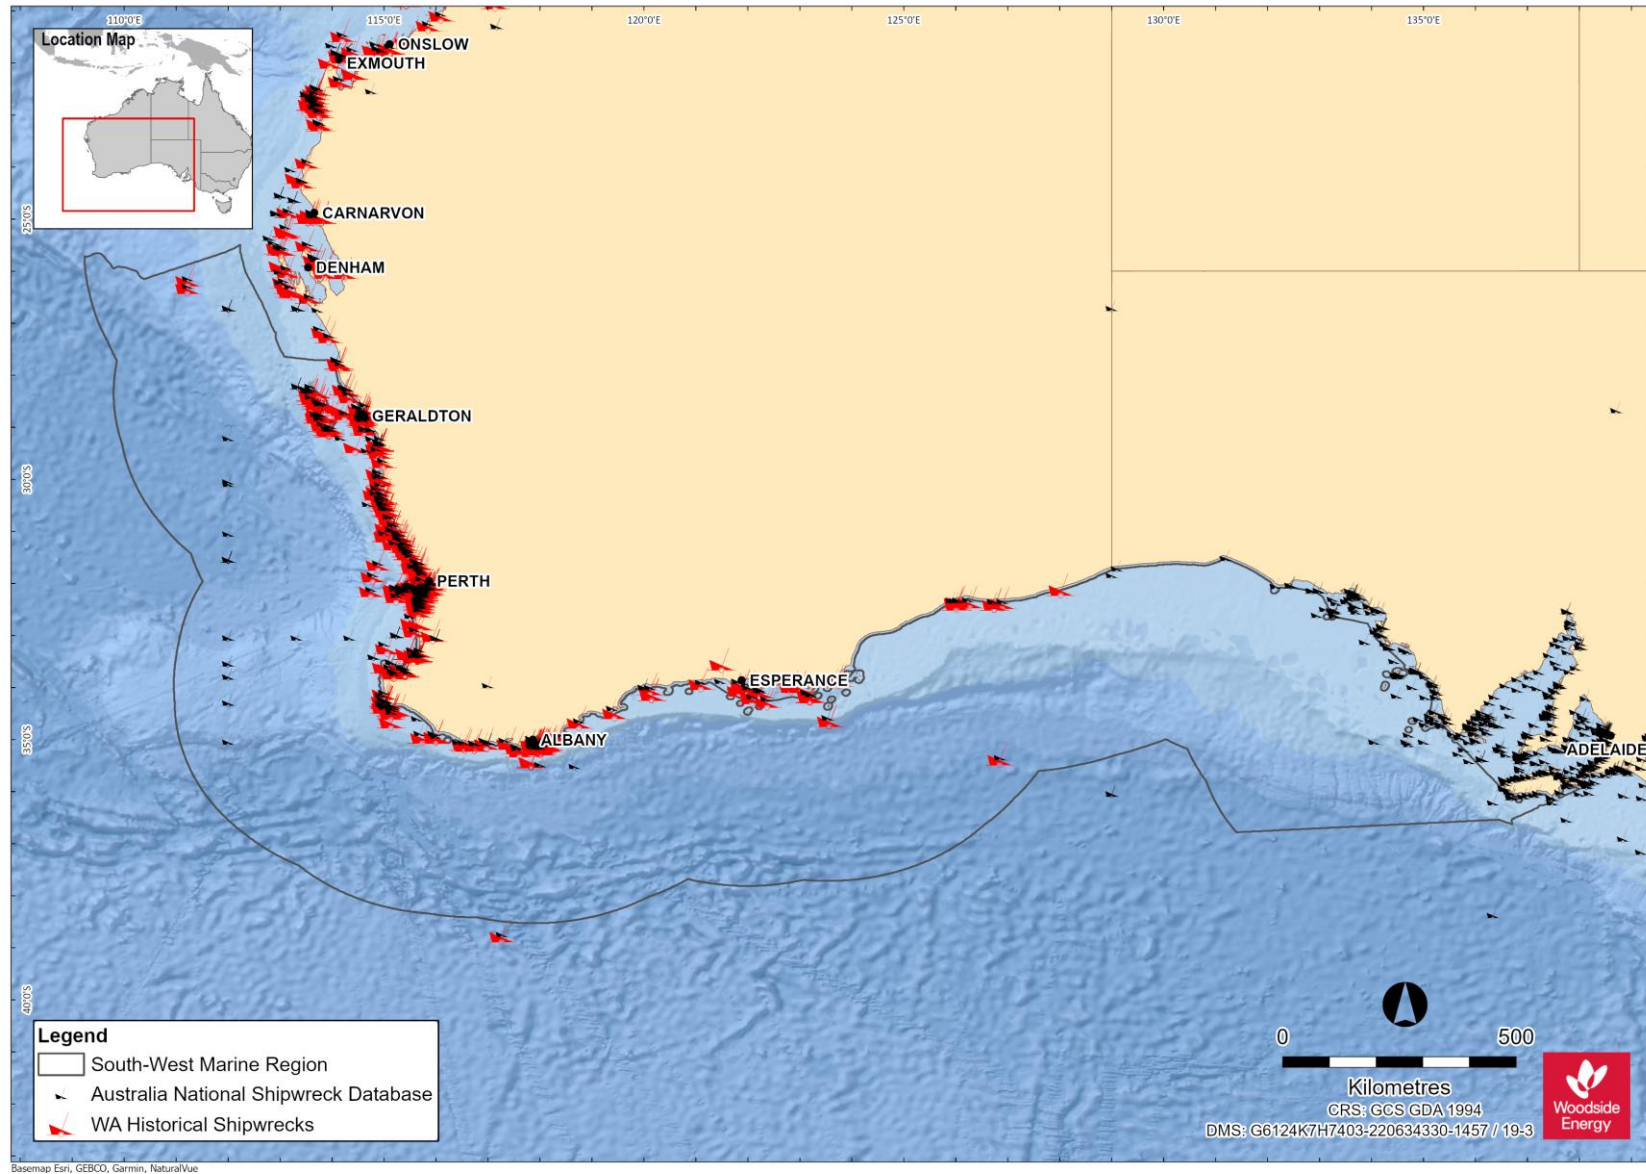 110°0'E
115°0'E
120°0'E
125°0'E
130°0'E
135°0'E
Location Map
ONSLOW
EXMOUTH
CARNARVON
25°0'S
DENHAM
GERALDTON
30°0'S
PERTH
ESPERANCE
ALBANY
35°0'S
ADELAIDE
40°0'S
Legend
South-West Marine Region
Australia National Shipwreck Database
WA Historical Shipwrecks
0 500
Kilometres
CRS: GCS GDA 1994
DMS: G6124K7H7403-220634330-1457 / 19-3
Woodside
Energy
Basemap Esri, GEBCO, Garmin, NaturalVue